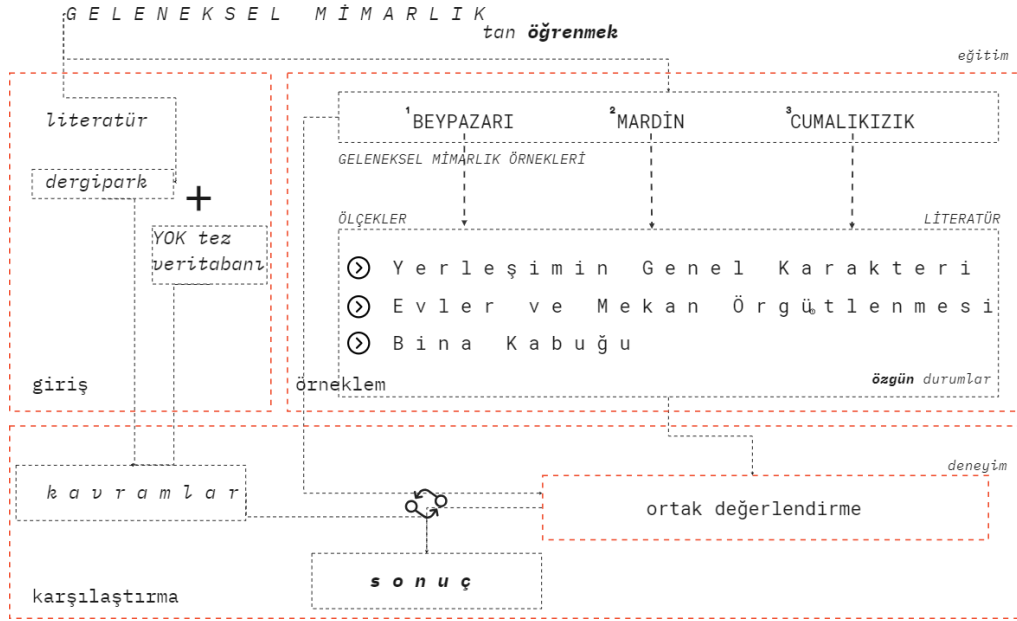 GELENEKSEL MİMARLIK
tan öğrenmek
eğitim
literatür
dergipark
+
YOK tez
veritabanı
giriş
1BEYPAZARI 2MARDİN 3CUMALIKIZIK
GELENEKSEL MİMARLIK ÖRNEKLERİ
ÖLÇEKLER LİTERATÜR
Yerleşimin Genel Karakteri
Evler ve Mekan Örgütlenmesi
Bina Kabuğu
özgün durumlar
örneklem
deneyim
kavramlar
ortak değerlendirme
sonuç
karşılaştırma